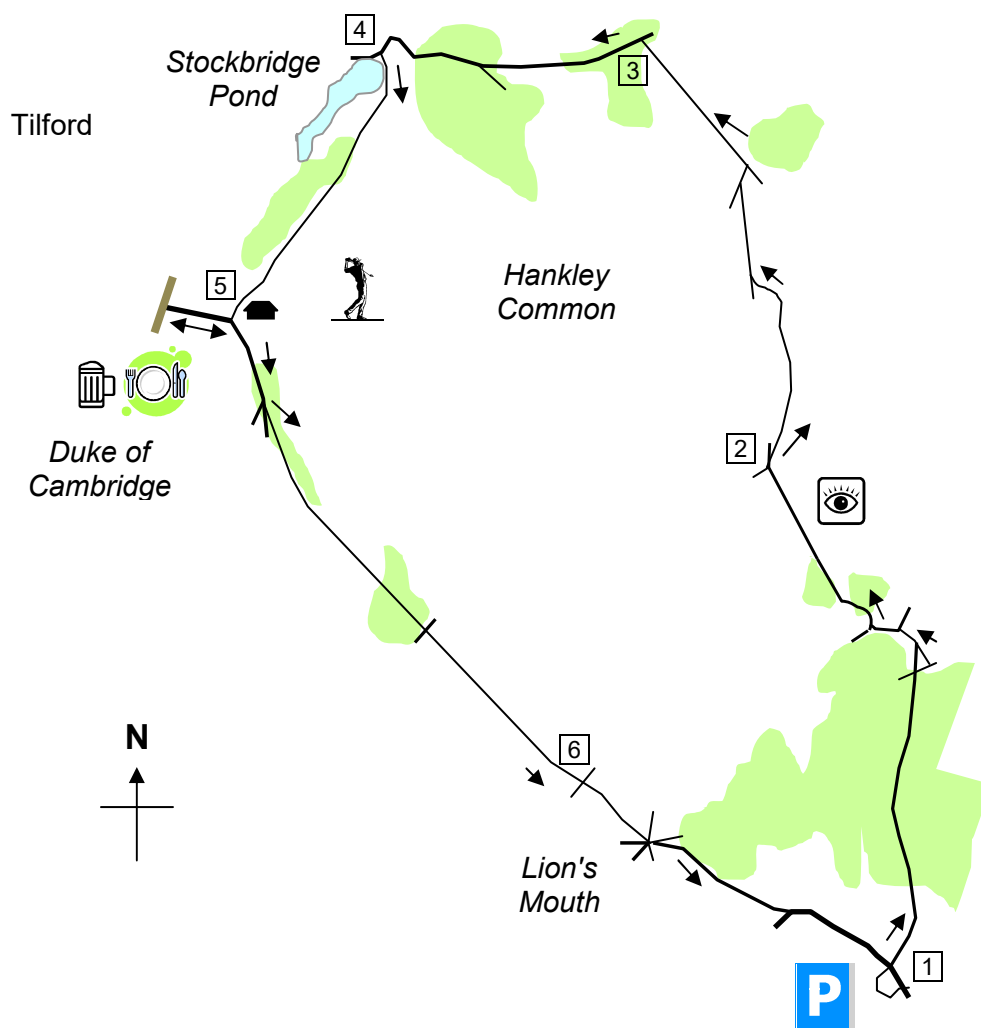 4
Stockbridge
Pond
3
Tilford
5
Hankley
Common
Duke of
Cambridge
2
N
6
Lion's
Mouth
1
P